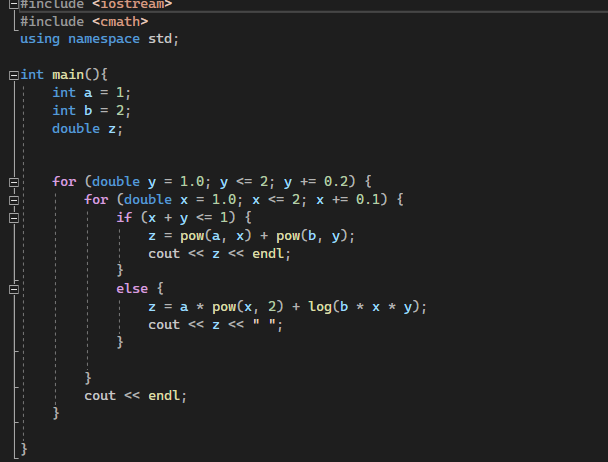 #include <iostream>
#include <cmath>
using namespace std;
int main(){
int a = 1;
int b = 2;
double z;
for (double y = 1.0; y <= 2; y += 0.2) {
for (double x = 1.0; x <= 2; x += 0.1) {
if (x + y <= 1) {
z = pow(a, x) + pow(b, y);
cout << z << endl;
}
else {
z = a * pow(x, 2) + log(b * x * y);
cout << z << " ";
}
}
cout << endl;
}
}